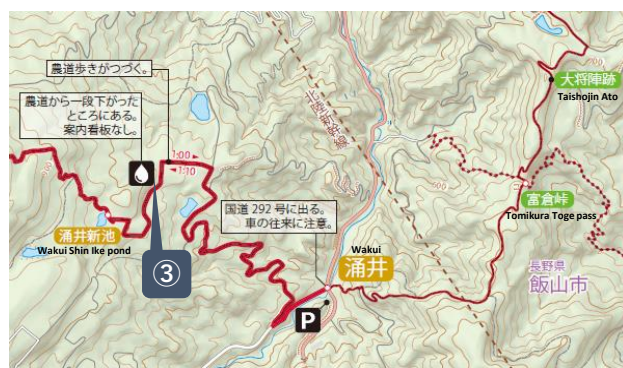 農道歩きがつづく。
農道から一段下がった
ところにある。
案内看板なし。
1:00
1:10
北陸新幹線
大将陣跡
Taishojin Ato
富倉峠
Tomikura Toge pass
国道 292 号に出る。
車の往来に注意。
涌井新池
Wakui Shin Ike pond
③
Wakui
涌井
P
長野県
飯山市
600